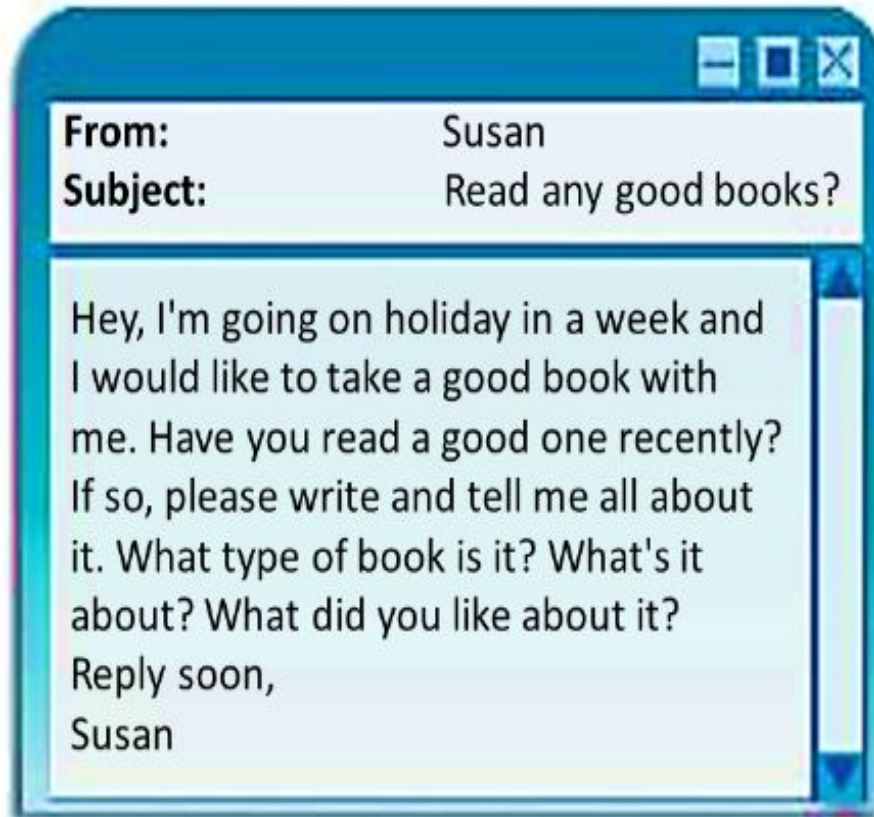 From: Susan
Subject: Read any good books?
Hey, I'm going on holiday in a week and
I would like to take a good book with
me. Have you read a good one recently?
If so, please write and tell me all about
it. What type of book is it? What's it
about? What did you like about it?
Reply soon,
Susan